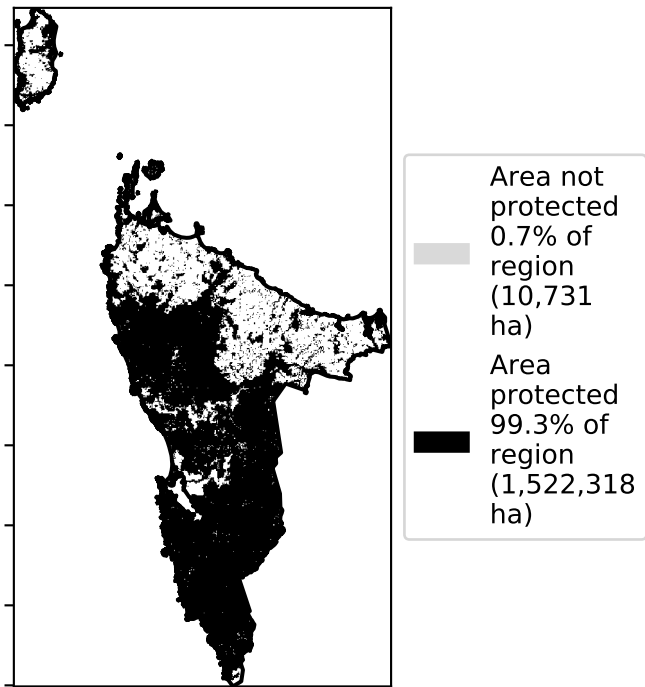 Area not
protected
0.7% of
region
(10,731
ha)
Area
protected
99.3% of
region
(1,522,318
ha)